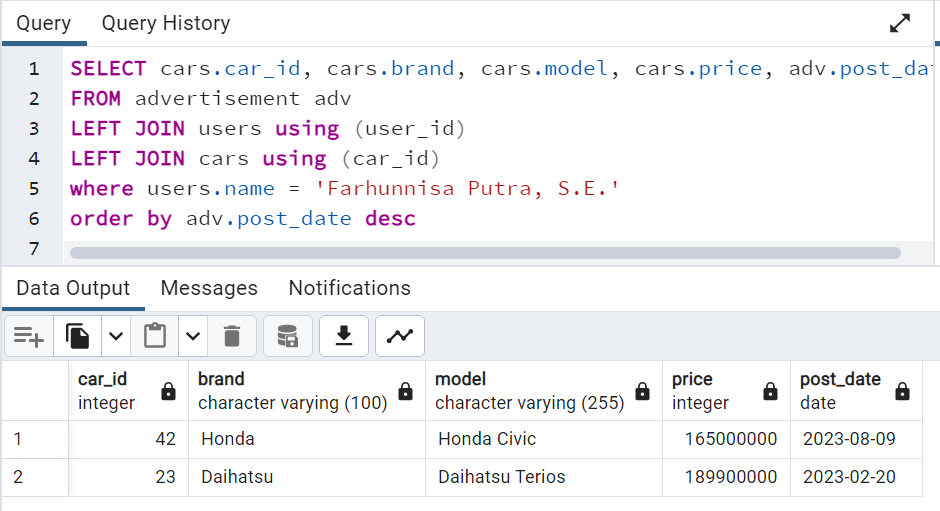 Query Query History
1 SELECT cars.car_id, cars.brand, cars.model, cars.price, adv.post_da
2 FROM advertisement adv
3 LEFT JOIN users using (user_id)
4 LEFT JOIN cars using (car_id)
5 where users.name = 'Farhunnisa Putra, S.E.'
6 order by adv.post_date desc
7
Data Output Messages Notifications
car_id brand model price post_date
integer character varying (100) character varying (255) integer date
1 42 Honda Honda Civic 165000000 2023-08-09
2 23 Daihatsu Daihatsu Terios 189900000 2023-02-20